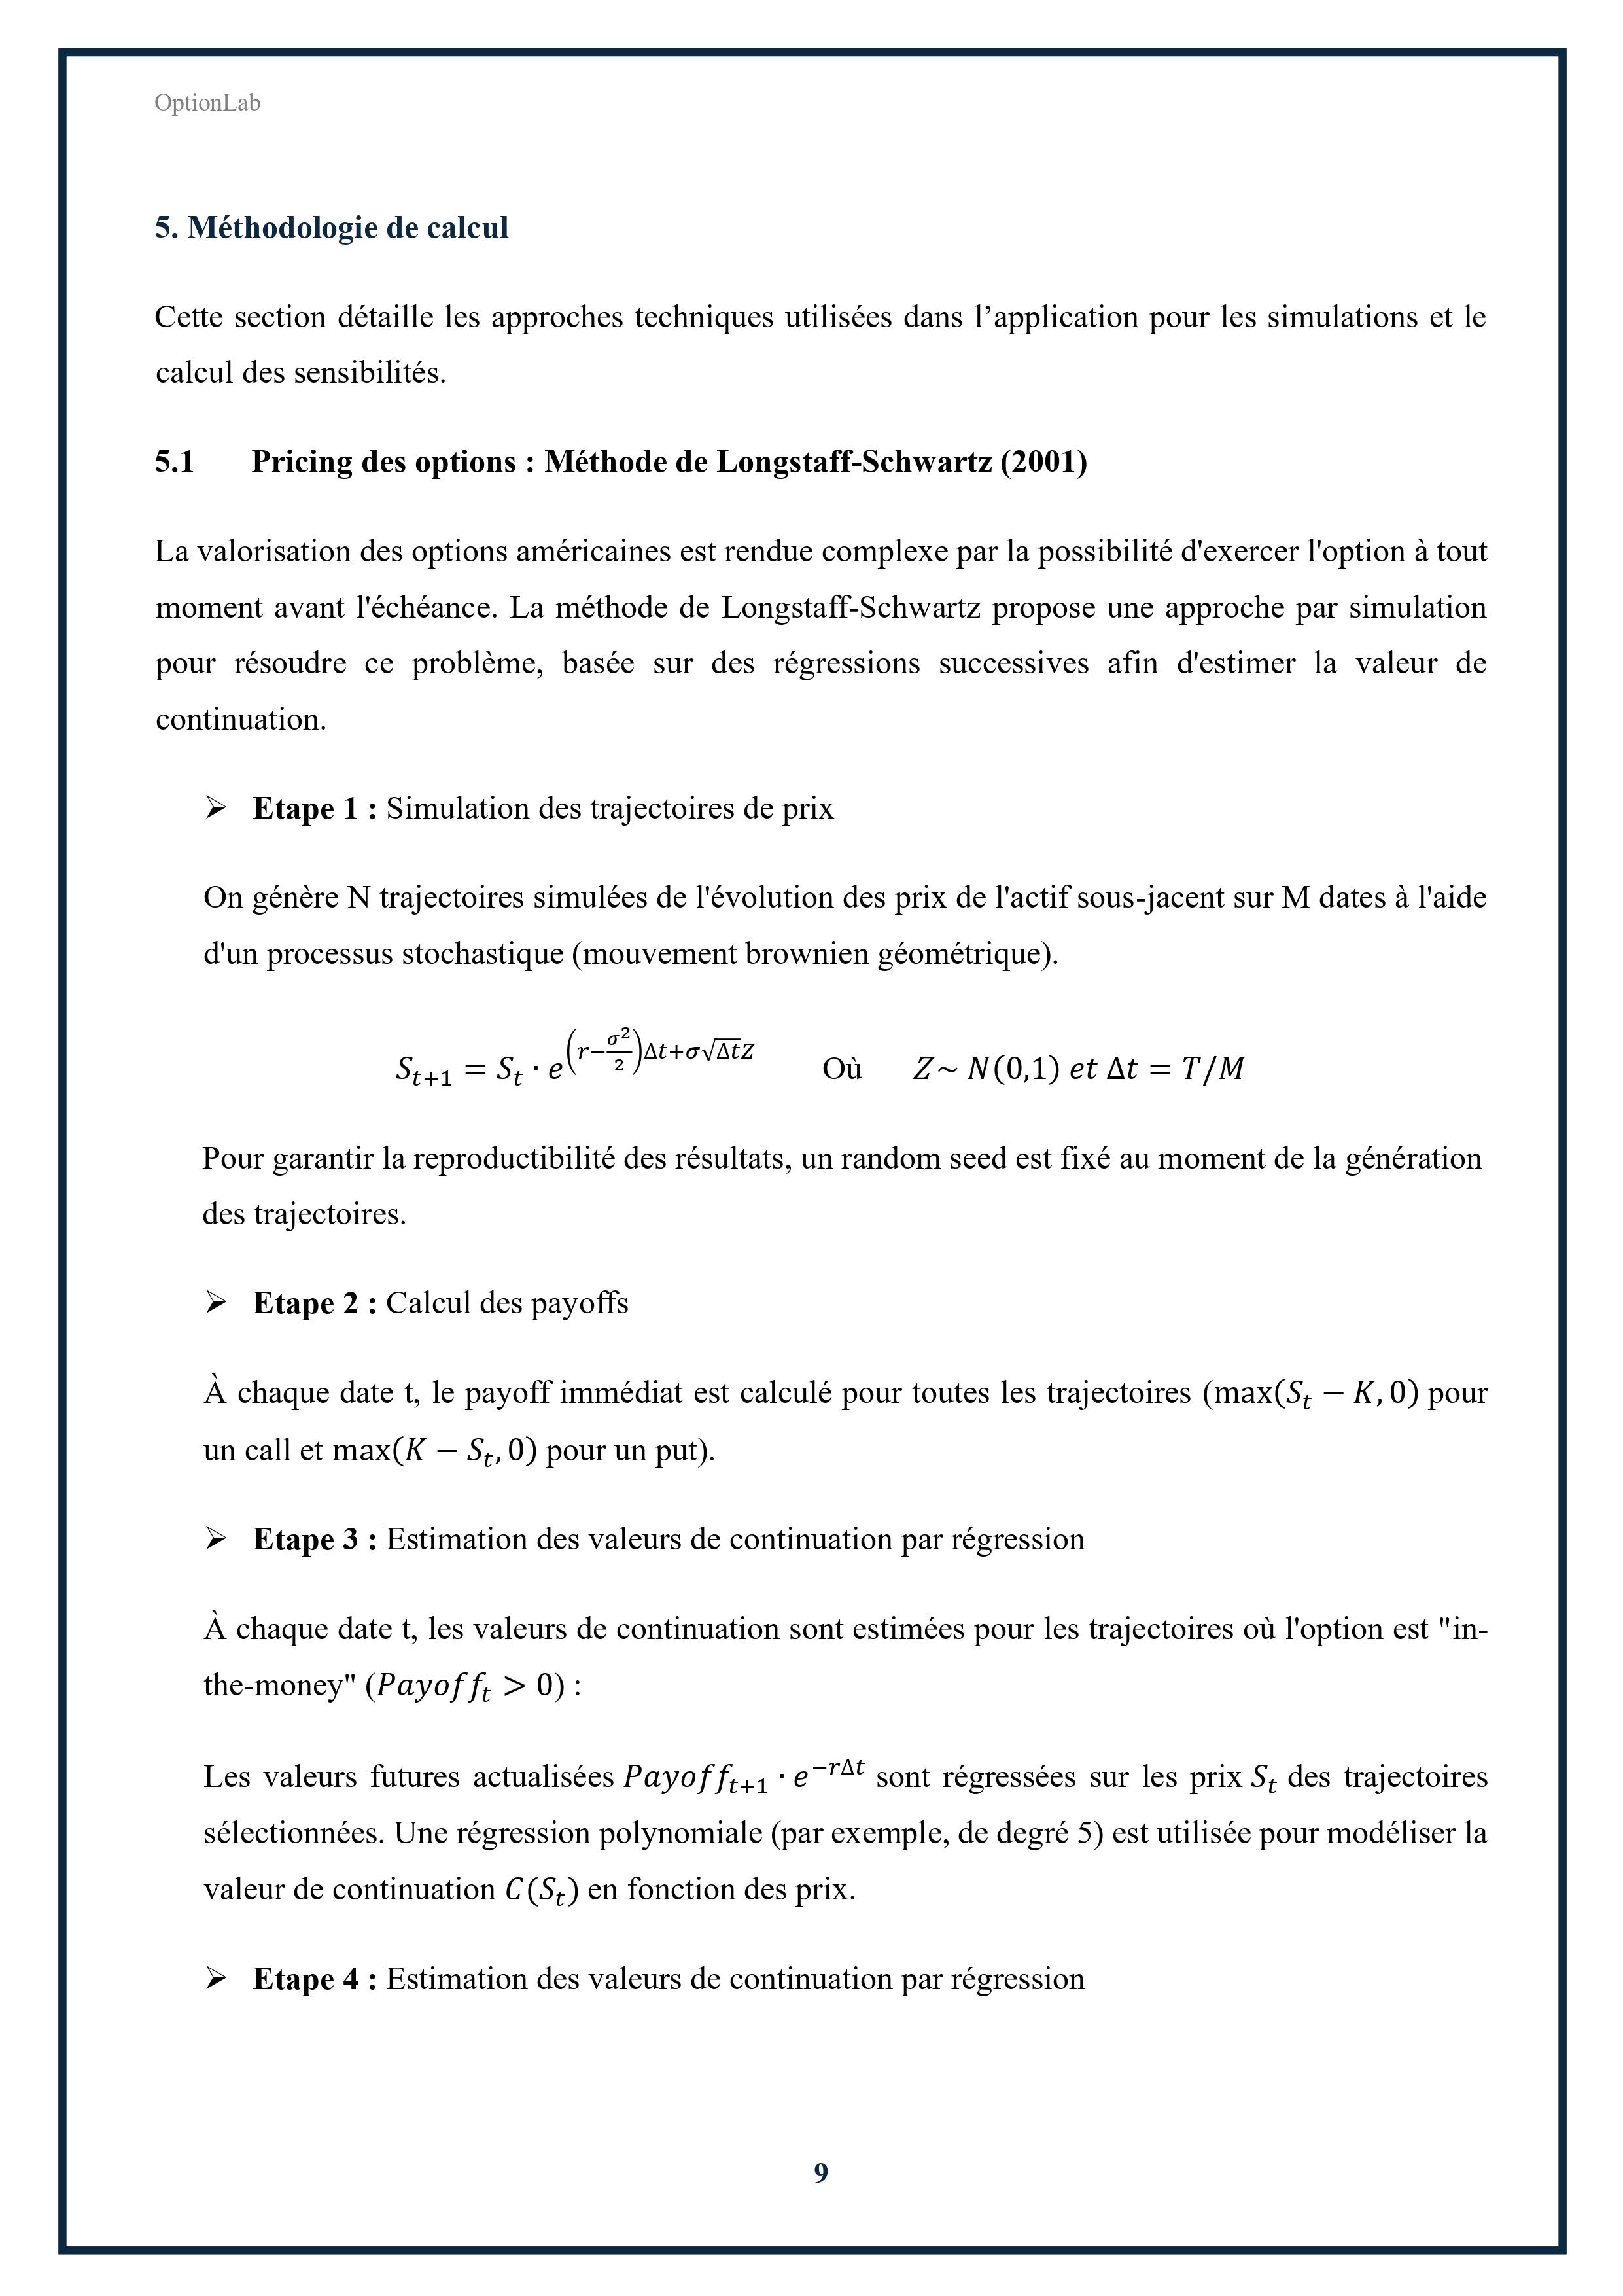 OptionLab
5. Méthodologie de calcul
Cette section détaille les approches techniques utilisées dans l’application pour les simulations et le
calcul des sensibilités.
5.1 Pricing des options : Méthode de Longstaff-Schwartz (2001)
La valorisation des options américaines est rendue complexe par la possibilité d'exercer l'option à tout
moment avant l'échéance. La méthode de Longstaff-Schwartz propose une approche par simulation
pour résoudre ce problème, basée sur des régressions successives afin d'estimer la valeur de
continuation.
➢ Etape 1 : Simulation des trajectoires de prix
On génère N trajectoires simulées de l'évolution des prix de l'actif sous-jacent sur M dates à l'aide
d'un processus stochastique (mouvement brownien géométrique).
$S_{t+1} = S_t \cdot e^{\left(r-\frac{\sigma^2}{2}\right)\Delta t+\sigma\sqrt{\Delta t}Z}$ Où $Z \sim N(0,1)\ et\ \Delta t = T/M$
Pour garantir la reproductibilité des résultats, un random seed est fixé au moment de la génération
des trajectoires.
➢ Etape 2 : Calcul des payoffs
À chaque date t, le payoff immédiat est calculé pour toutes les trajectoires ($\max(S_t - K, 0)$ pour
un call et $\max(K - S_t, 0)$ pour un put).
➢ Etape 3 : Estimation des valeurs de continuation par régression
À chaque date t, les valeurs de continuation sont estimées pour les trajectoires où l'option est "in-
the-money" ($Payoff_t > 0$) :
Les valeurs futures actualisées $Payoff_{t+1} \cdot e^{-r\Delta t}$ sont régressées sur les prix $S_t$ des trajectoires
sélectionnées. Une régression polynomiale (par exemple, de degré 5) est utilisée pour modéliser la
valeur de continuation $C(S_t)$ en fonction des prix.
➢ Etape 4 : Estimation des valeurs de continuation par régression
9